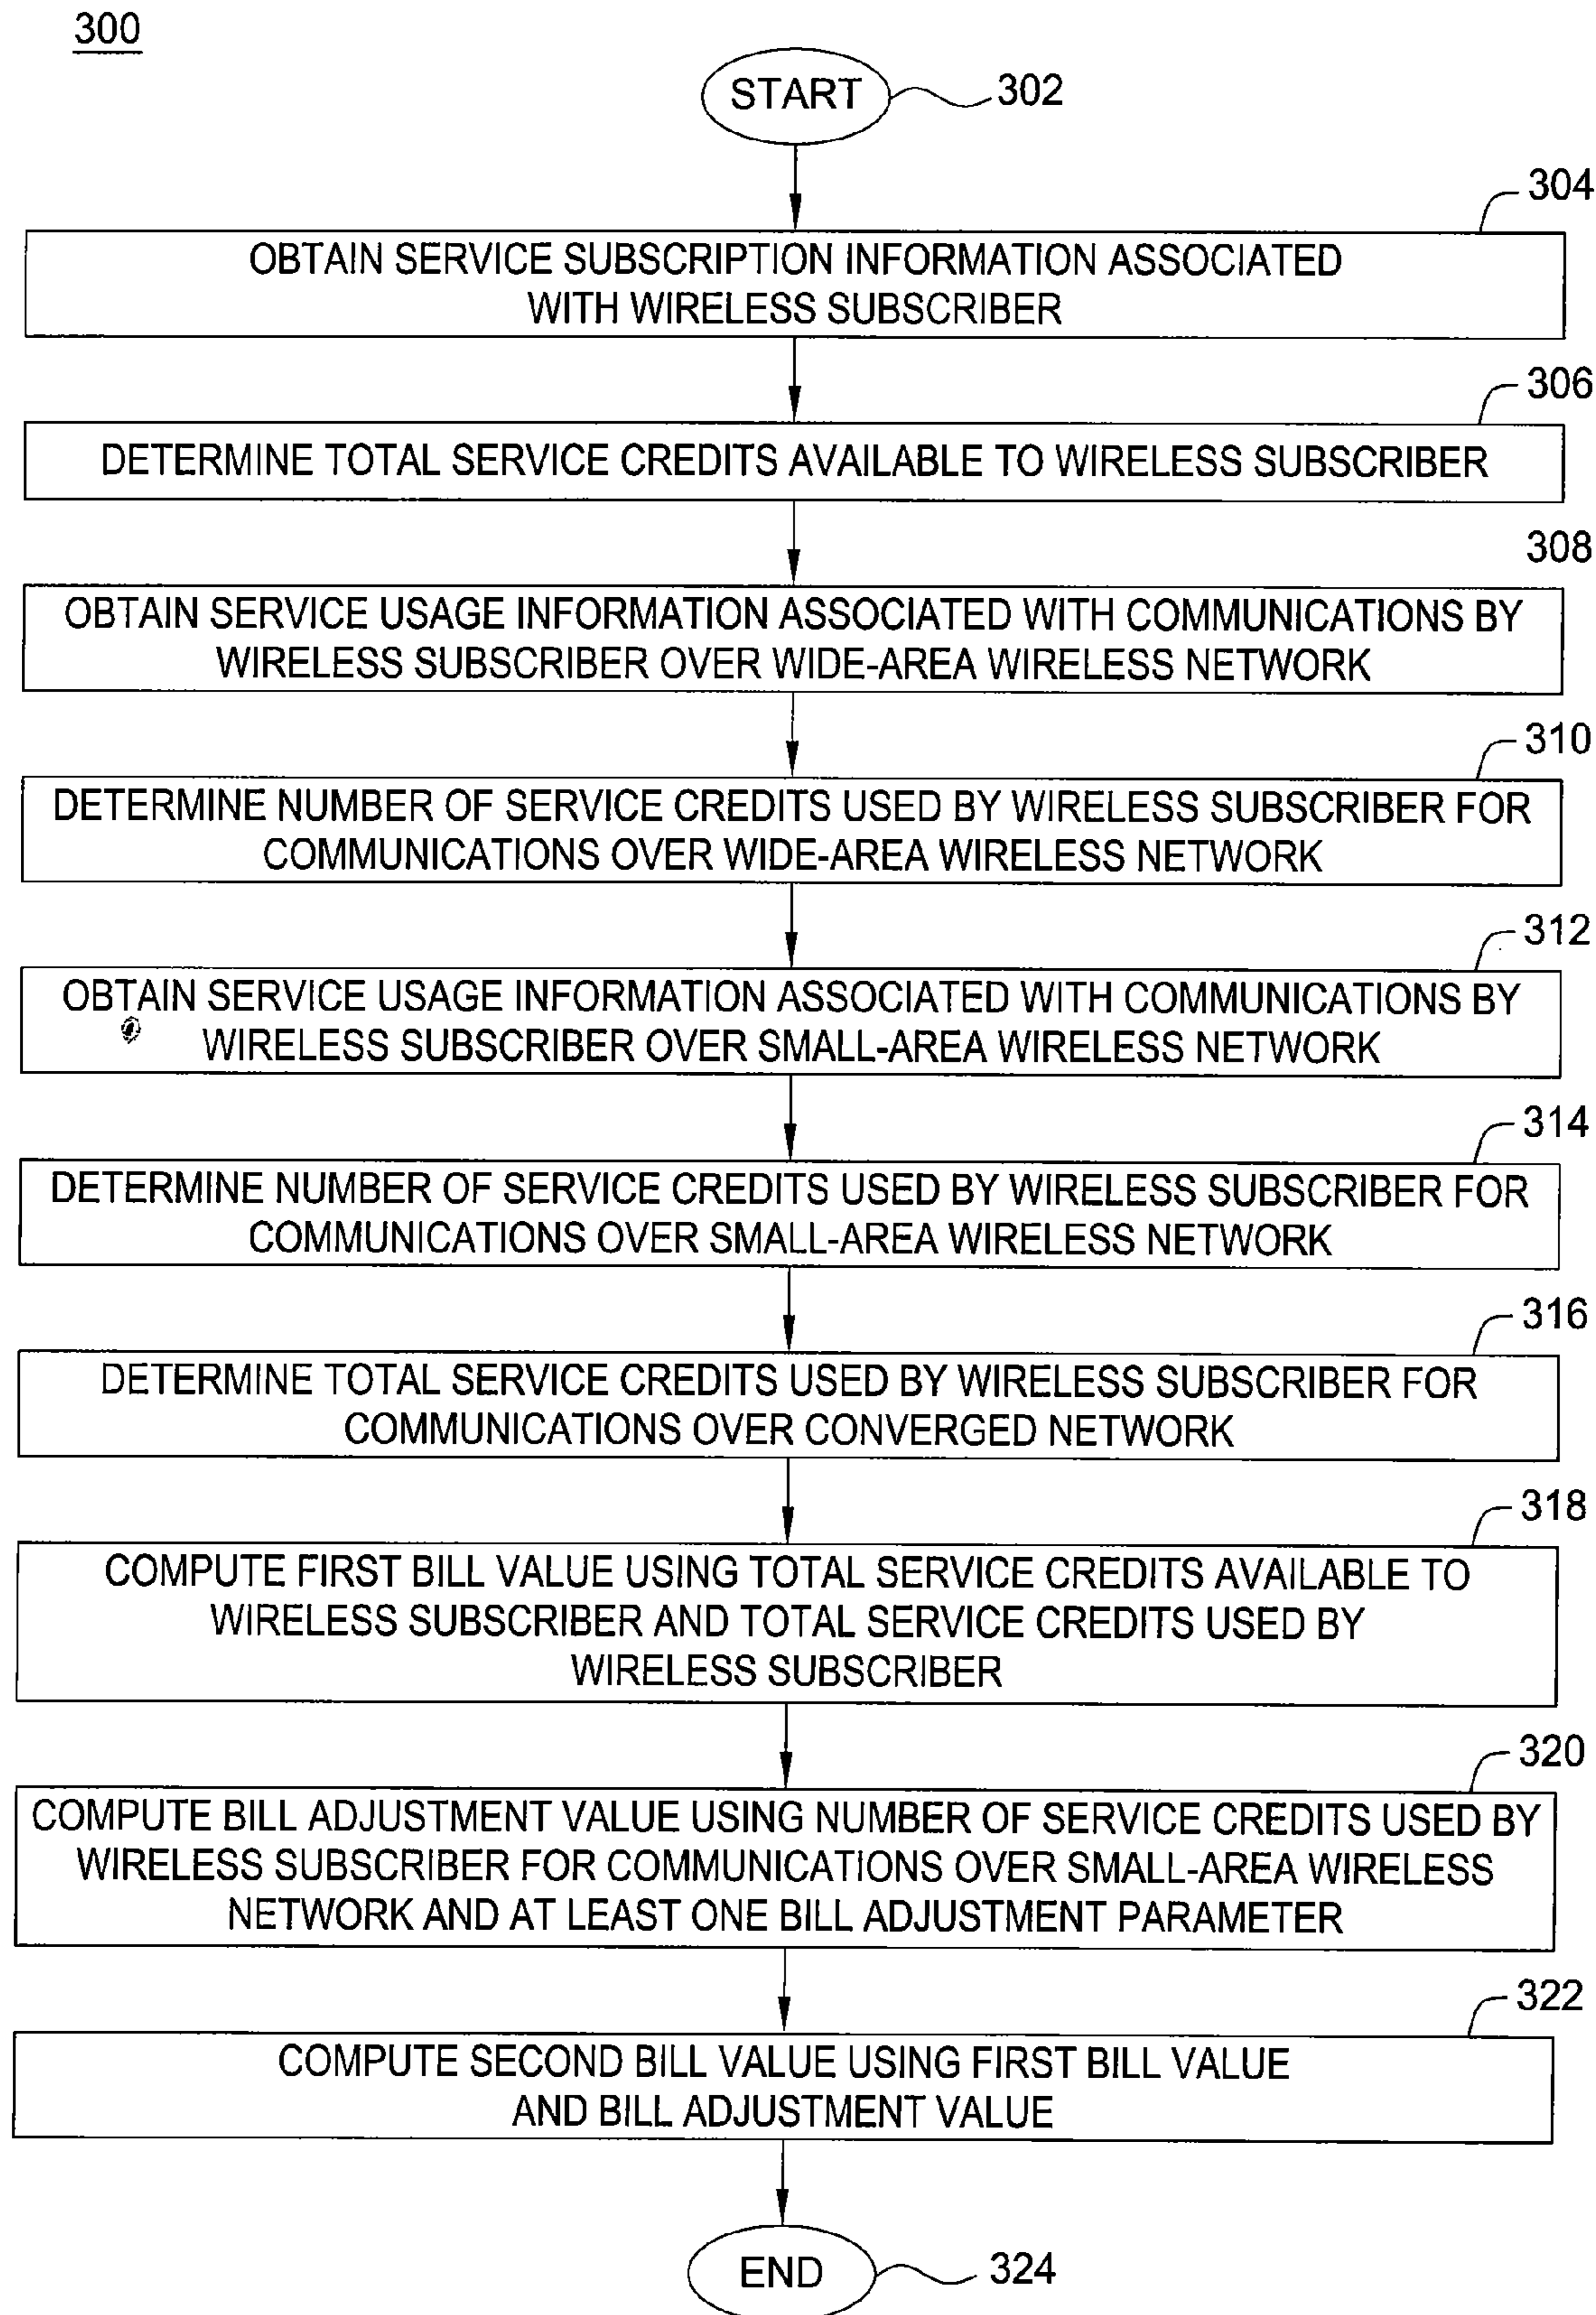 300
START
302
304
OBTAIN SERVICE SUBSCRIPTION INFORMATION ASSOCIATED
WITH WIRELESS SUBSCRIBER
306
DETERMINE TOTAL SERVICE CREDITS AVAILABLE TO WIRELESS SUBSCRIBER
308
OBTAIN SERVICE USAGE INFORMATION ASSOCIATED WITH COMMUNICATIONS BY
WIRELESS SUBSCRIBER OVER WIDE-AREA WIRELESS NETWORK
310
DETERMINE NUMBER OF SERVICE CREDITS USED BY WIRELESS SUBSCRIBER FOR
COMMUNICATIONS OVER WIDE-AREA WIRELESS NETWORK
312
OBTAIN SERVICE USAGE INFORMATION ASSOCIATED WITH COMMUNICATIONS BY
WIRELESS SUBSCRIBER OVER SMALL-AREA WIRELESS NETWORK
314
DETERMINE NUMBER OF SERVICE CREDITS USED BY WIRELESS SUBSCRIBER FOR
COMMUNICATIONS OVER SMALL-AREA WIRELESS NETWORK
316
DETERMINE TOTAL SERVICE CREDITS USED BY WIRELESS SUBSCRIBER FOR
COMMUNICATIONS OVER CONVERGED NETWORK
318
COMPUTE FIRST BILL VALUE USING TOTAL SERVICE CREDITS AVAILABLE TO
WIRELESS SUBSCRIBER AND TOTAL SERVICE CREDITS USED BY
WIRELESS SUBSCRIBER
320
COMPUTE BILL ADJUSTMENT VALUE USING NUMBER OF SERVICE CREDITS USED BY
WIRELESS SUBSCRIBER FOR COMMUNICATIONS OVER SMALL-AREA WIRELESS
NETWORK AND AT LEAST ONE BILL ADJUSTMENT PARAMETER
322
COMPUTE SECOND BILL VALUE USING FIRST BILL VALUE
AND BILL ADJUSTMENT VALUE
END
324